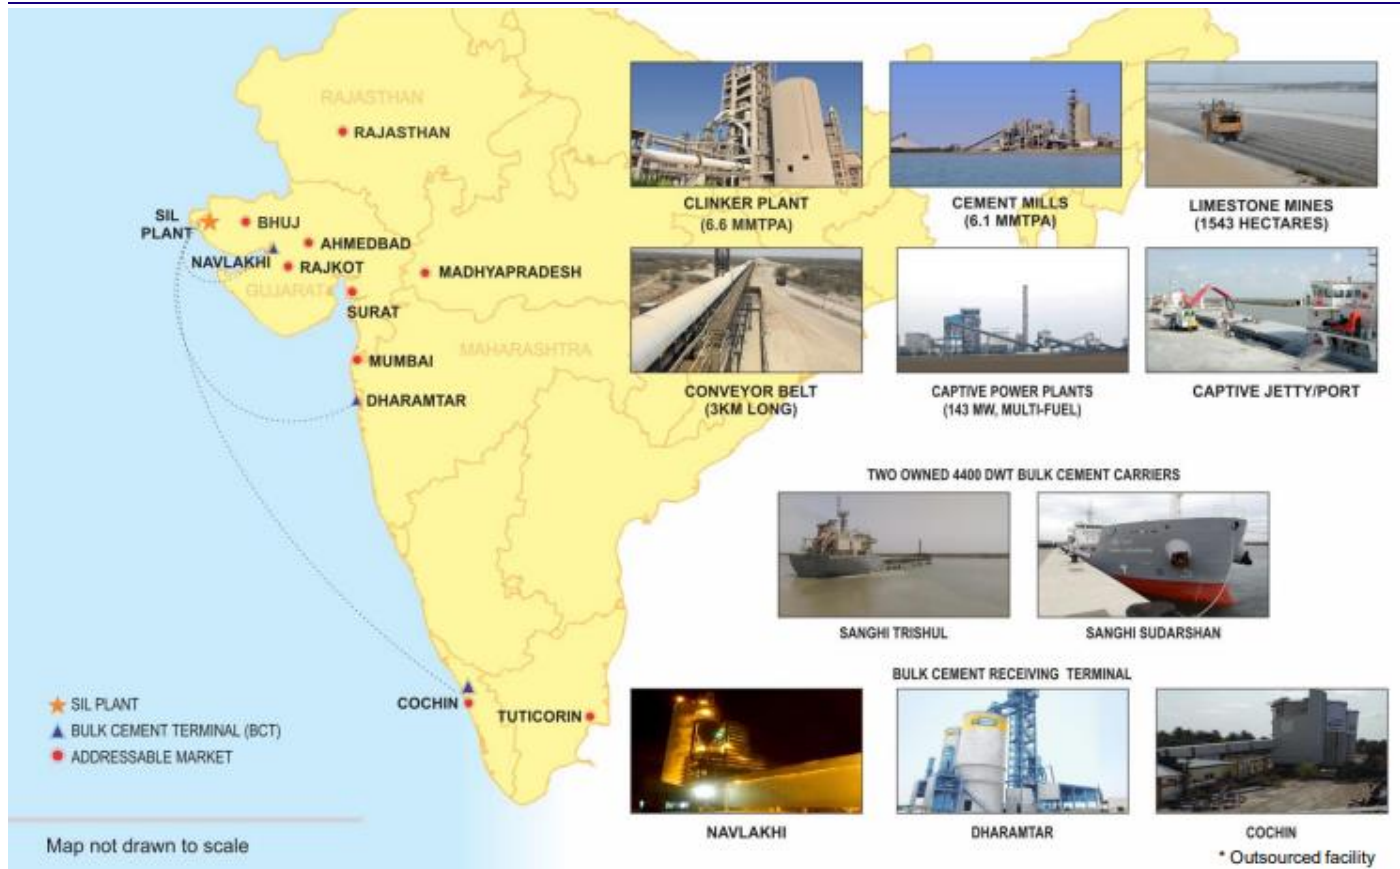 RAJASTHAN
RAJASTHAN
SIL
PLANT
BHUJ
AHMEDBAD
NAVLAKHI
RAJKOT
GUJARAT
MADHYAPRADESH
SURAT
MAHARASHTRA
MUMBAI
DHARAMTAR
COCHIN
TUTICORIN
SIL PLANT
BULK CEMENT TERMINAL (BCT)
ADDRESSABLE MARKET
Map not drawn to scale
CLINKER PLANT
(6.6 MMTPA)
CEMENT MILLS
(6.1 MMTPA)
LIMESTONE MINES
(1543 HECTARES)
CONVEYOR BELT
(3KM LONG)
CAPTIVE POWER PLANTS
(143 MW, MULTI-FUEL)
CAPTIVE JETTY/PORT
TWO OWNED 4400 DWT BULK CEMENT CARRIERS
SANGHI TRISHUL
SANGHI SUDARSHAN
BULK CEMENT RECEIVING TERMINAL
NAVLAKHI
DHARAMTAR
COCHIN
* Outsourced facility